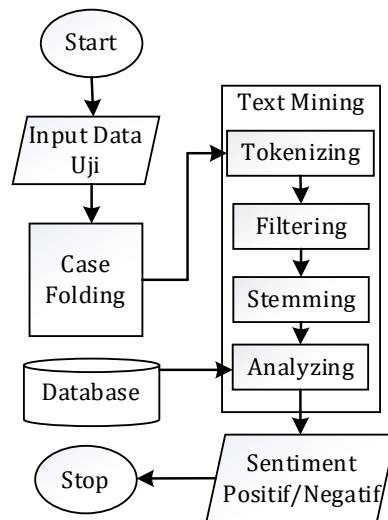 Start
Input Data
Uji
Case
Folding
Text Mining
Tokenizing
Filtering
Stemming
Analyzing
Database
Sentiment
Positif/Negatif
Stop